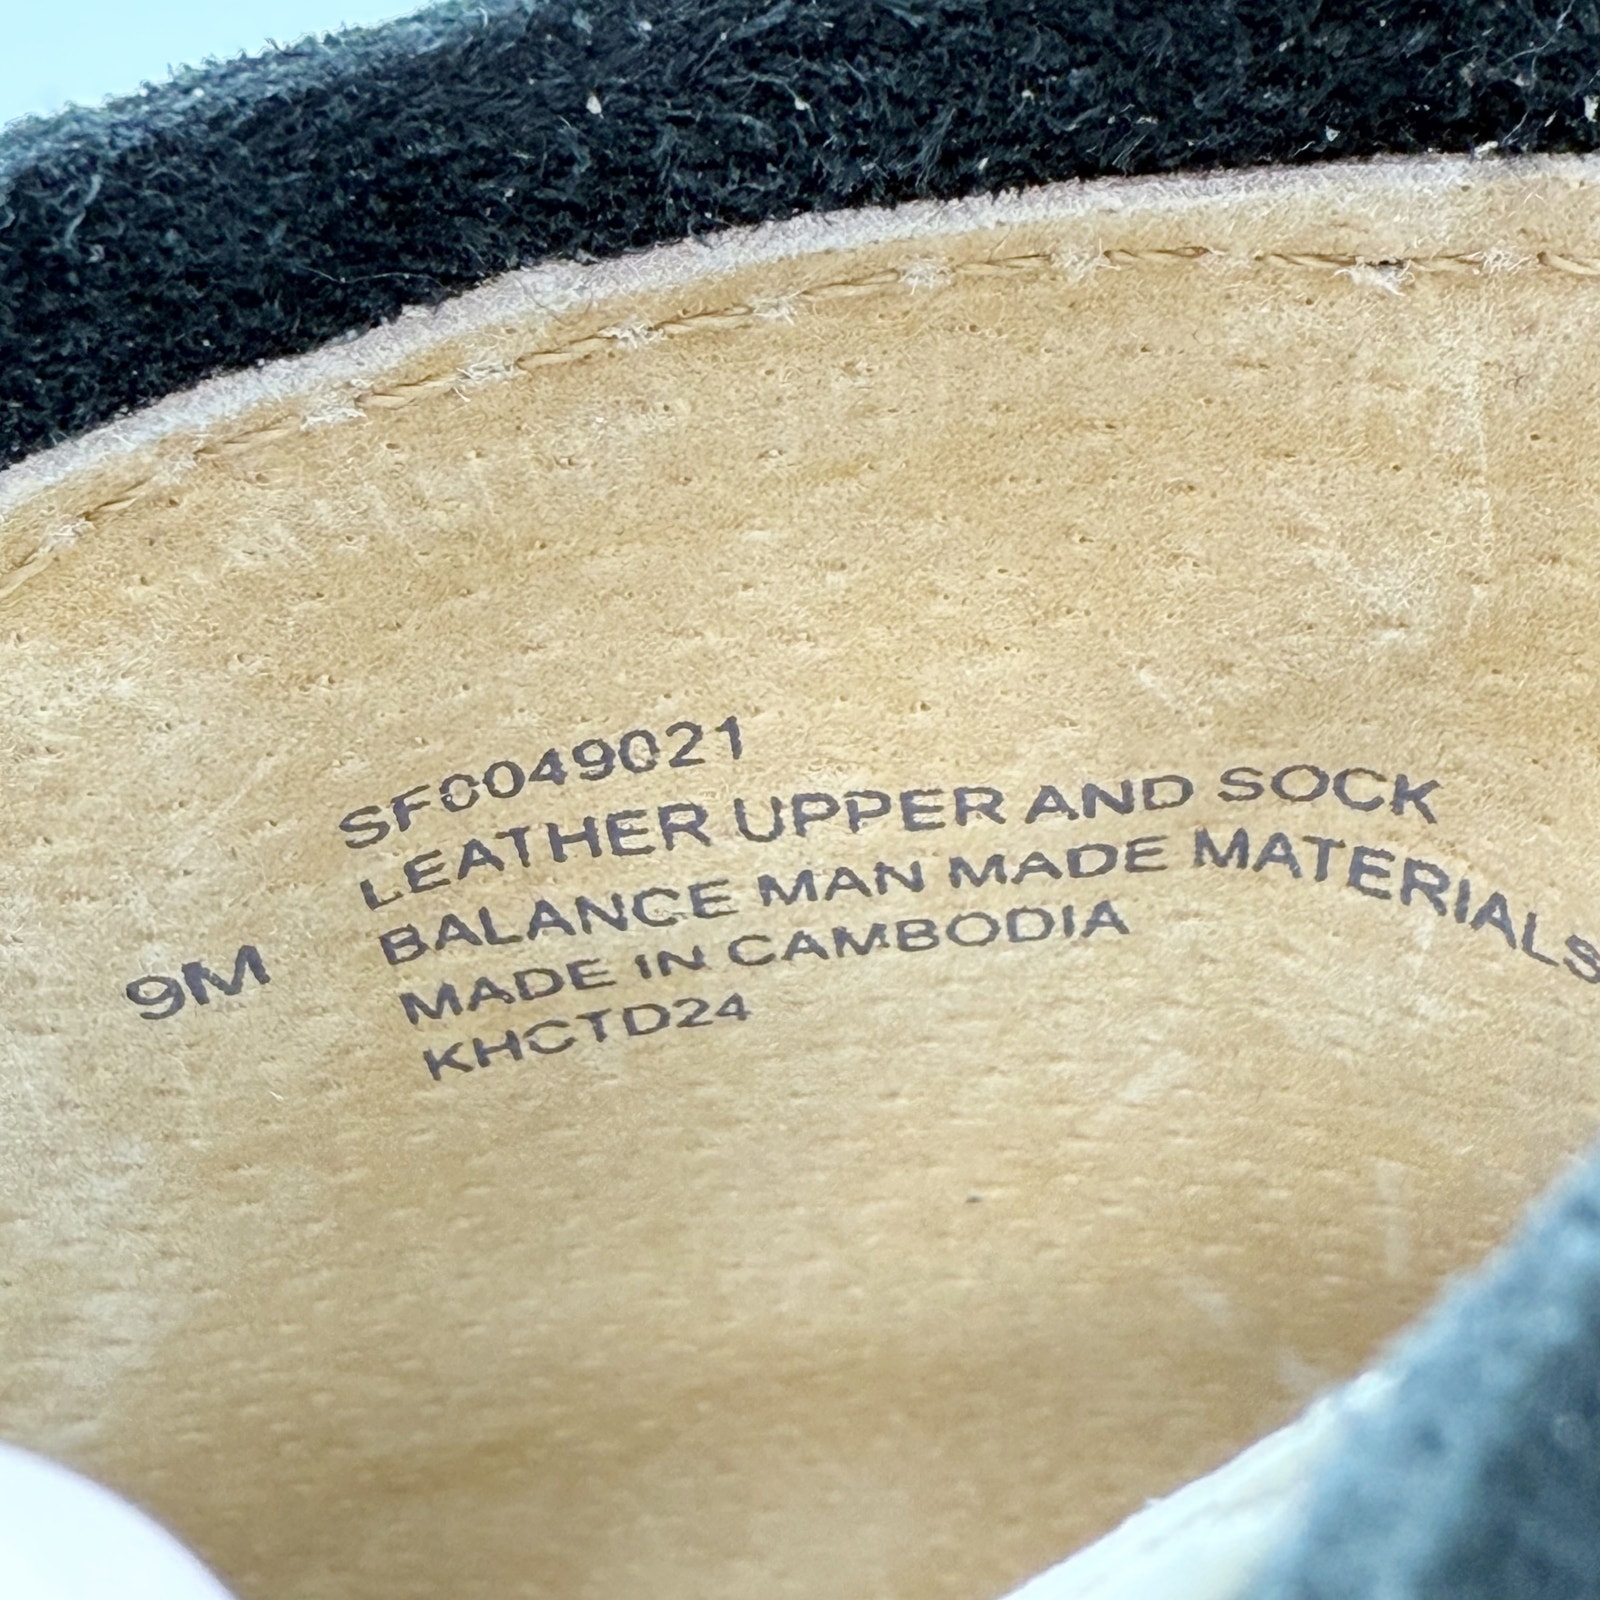 SF0049021
LEATHER UPPER AND SOCK
BALANCE MAN MADE MATERIALS
MADE IN CAMBODIA
KHCTD24
9M